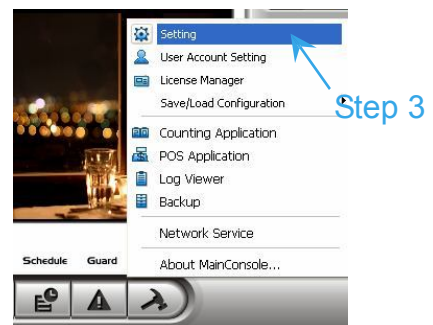 Setting
User Account Setting
License Manager
Save/Load Configuration
Step 3
Counting Application
POS Application
Log Viewer
Backup
Network Service
About MainConsole...
Schedule Guard